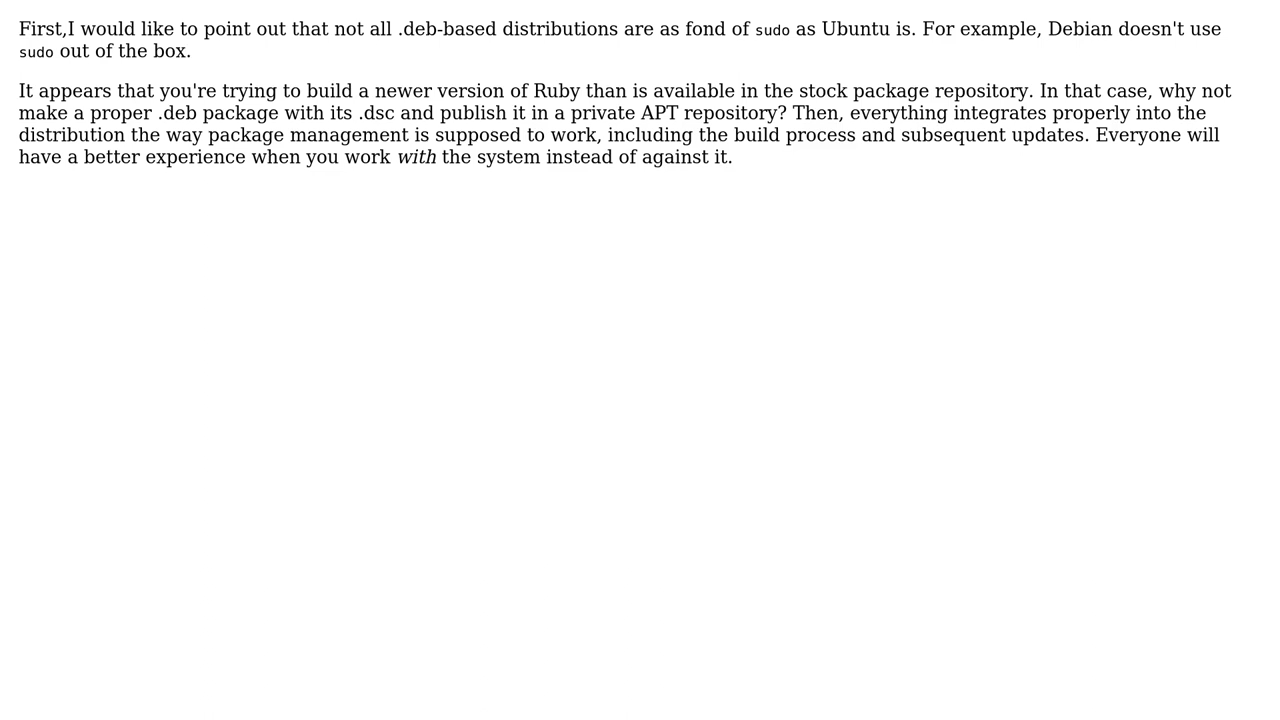 First,I would like to point out that not all .deb-based distributions are as fond of sudo as Ubuntu is. For example, Debian doesn't use
sudo out of the box.
It appears that you're trying to build a newer version of Ruby than is available in the stock package repository. In that case, why not
make a proper .deb package with its .dsc and publish it in a private APT repository? Then, everything integrates properly into the
distribution the way package management is supposed to work, including the build process and subsequent updates. Everyone will
have a better experience when you work with the system instead of against it.